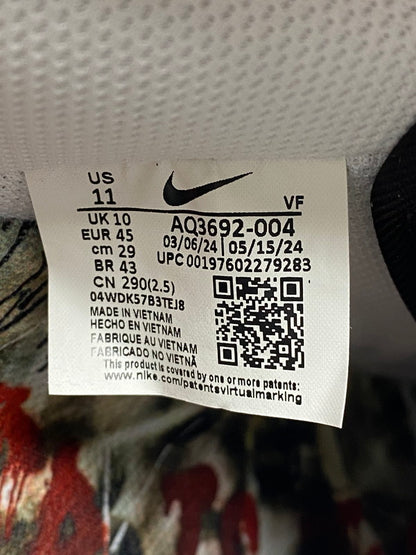 US
11
VF
UK 10
EUR 45
cm 29
BR 43
CN 290(2.5)
04WDK57B3TEJ8
AQ3692-004
03/06/24 | 05/15/24
UPC 00197602279283
MADE IN VIETNAM
HECHO EN VIETNAM
FABRIQUE AU VIETNAM
FABRICADO NO VIETNÃ
This product is covered by one or more patents:
www.nike.com/patentsvirtualmarking